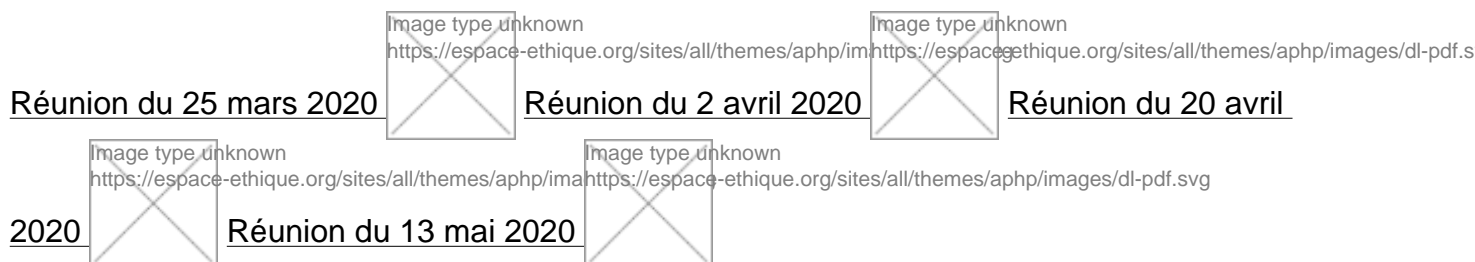 Image type unknown Image type unknown
https://espace-ethique.org/sites/all/themes/aphp/im https://espace-ethique.org/sites/all/themes/aphp/images/dl-pdf.s
Réunion du 25 mars 2020 Réunion du 2 avril 2020 Réunion du 20 avril
Image type unknown Image type unknown
https://espace-ethique.org/sites/all/themes/aphp/ima https://espace-ethique.org/sites/all/themes/aphp/images/dl-pdf.svg
2020 Réunion du 13 mai 2020